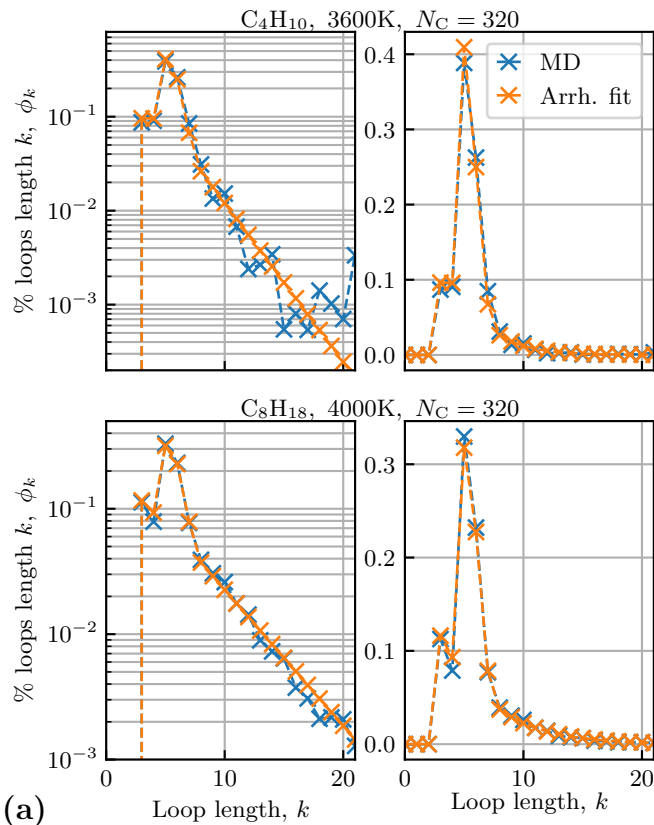 C₄H₁₀, 3600K, N_C = 320
% loops length k, ϕₖ
10⁻¹
10⁻²
10⁻³
0.4
0.3
0.2
0.1
0.0
MD
Arrh. fit
C₈H₁₈, 4000K, N_C = 320
% loops length k, ϕₖ
10⁻¹
10⁻²
10⁻³
0 10 20
Loop length, k
0.3
0.2
0.1
0.0
0 10 20
Loop length, k
(a)